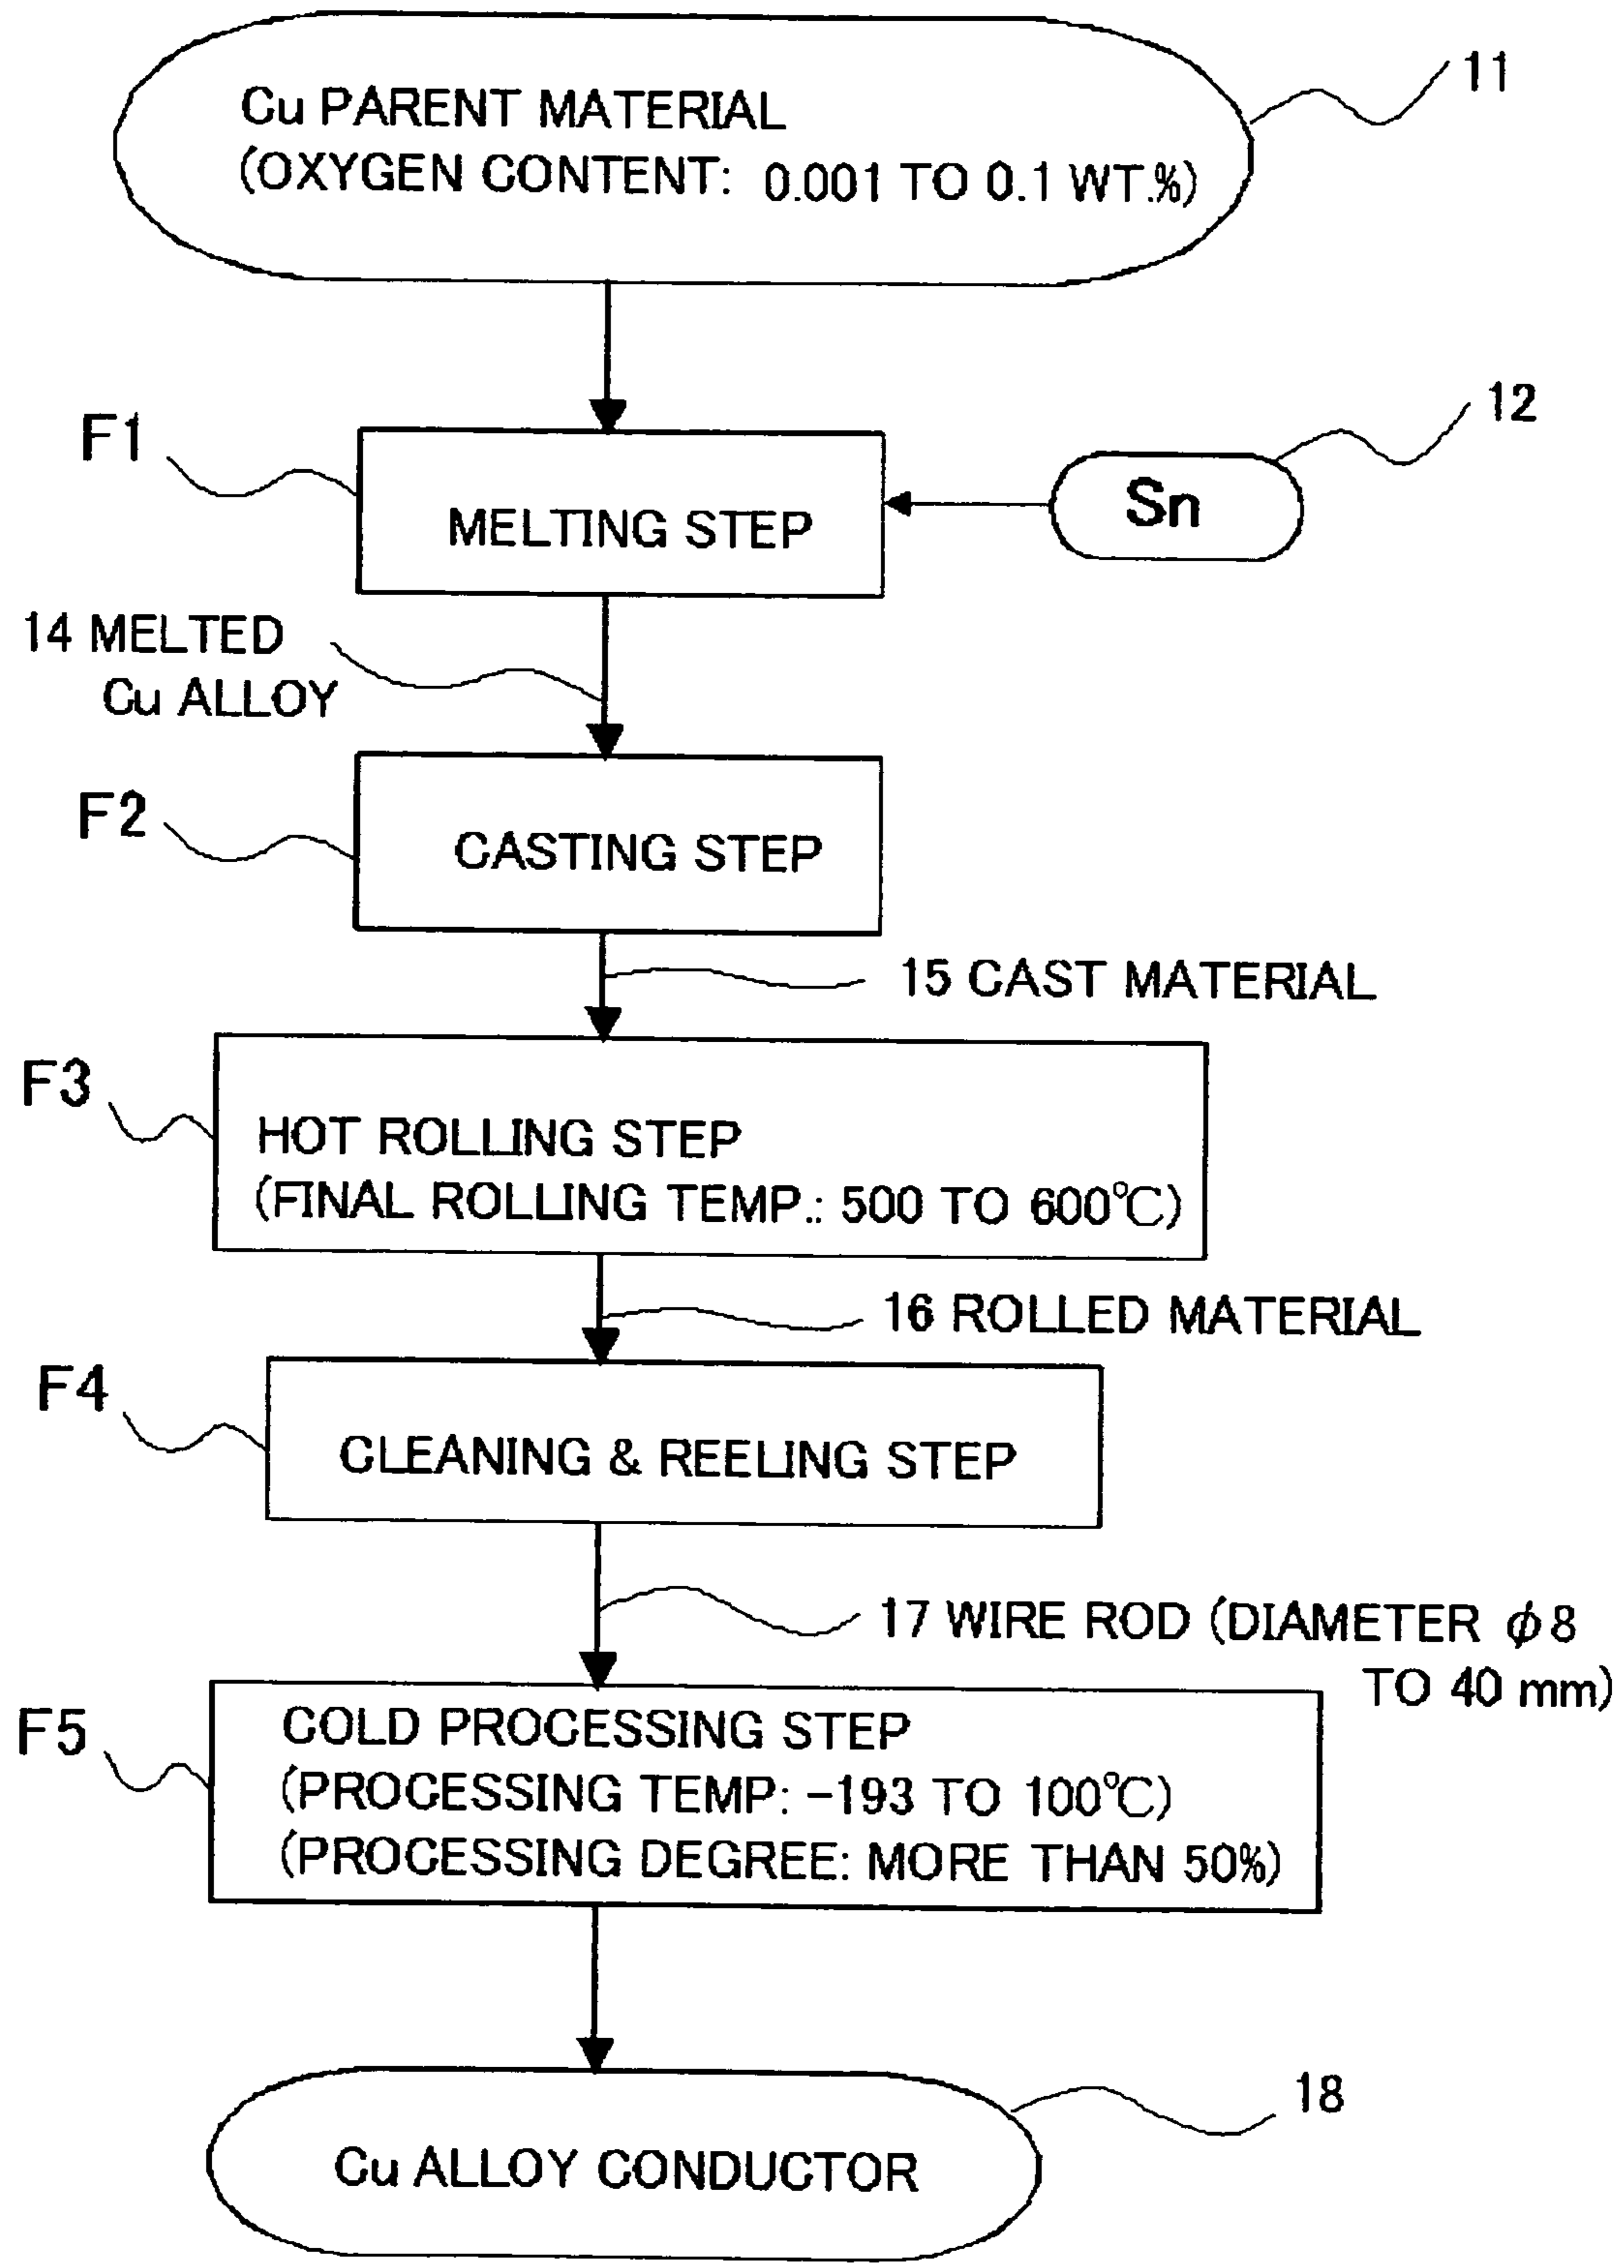 11
Cu PARENT MATERIAL
(OXYGEN CONTENT: 0.001 TO 0.1 WT.%)
12
F1
Sn
MELTING STEP
14 MELTED
Cu ALLOY
F2
CASTING STEP
15 CAST MATERIAL
F3
HOT ROLLING STEP
(FINAL ROLLING TEMP.: 500 TO 600℃)
16 ROLLED MATERIAL
F4
CLEANING & REELING STEP
17 WIRE ROD (DIAMETER ϕ8
TO 40 mm)
F5
COLD PROCESSING STEP
(PROCESSING TEMP: -193 TO 100℃)
(PROCESSING DEGREE: MORE THAN 50%)
18
Cu ALLOY CONDUCTOR